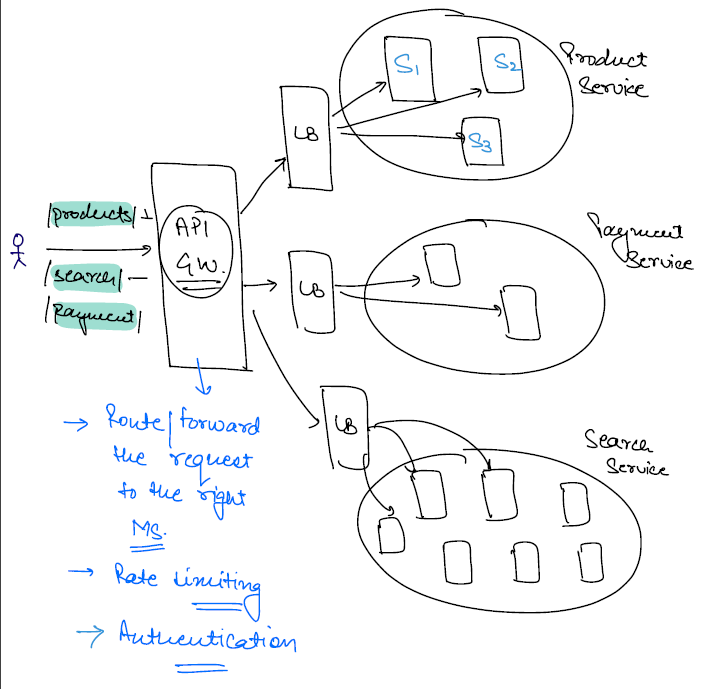 S1
S2
S3
Product
Service
LB
/products/
API
G.W.
/search/
/Payment/
LB
Payment
Service
LB
Search
Service
→ Route/forward
the request
to the right
MS.
→ Rate Limiting
→ Authentication